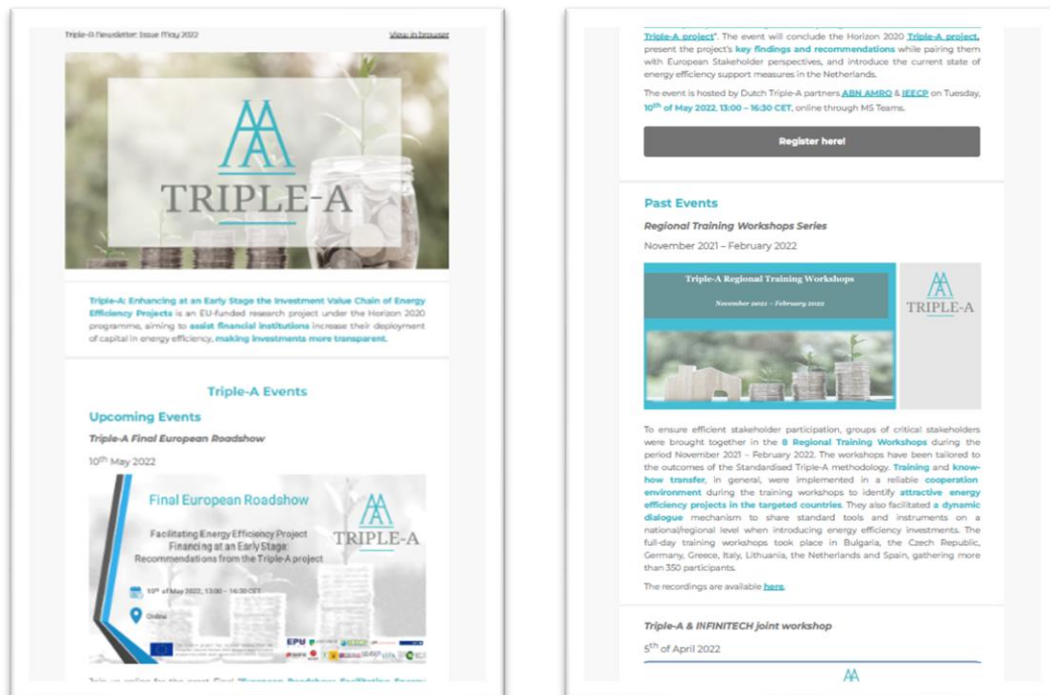 Triple-A Newsletter: Issue May 2022
View in browser
TRIPLE-A
Triple-A: Enhancing at an Early Stage the Investment Value Chain of Energy
Efficiency Projects is an EU-funded research project under the Horizon 2020
programme, aiming to assist financial institutions increase their deployment
of capital in energy efficiency, making investments more transparent.
Triple-A Events
Upcoming Events
Triple-A Final European Roadshow
10th May 2022
Final European Roadshow
Facilitating Energy Efficiency Project
Financing at an Early Stage:
Recommendations from the Triple-A project
TRIPLE-A
10th of May 2022, 13:00 – 16:30 CET
Online
EPU
Triple-A project". The event will conclude the Horizon 2020 Triple-A project,
present the project's key findings and recommendations while pairing them
with European Stakeholder perspectives, and introduce the current state of
energy efficiency support measures in the Netherlands.
The event is hosted by Dutch Triple-A partners ABN AMRO & IEECP on Tuesday,
10th of May 2022, 13:00 – 16:30 CET, online through MS Teams.
Register here!
Past Events
Regional Training Workshops Series
November 2021 – February 2022
Triple-A Regional Training Workshops
November 2021 – February 2022
TRIPLE-A
To ensure efficient stakeholder participation, groups of critical stakeholders
were brought together in the 8 Regional Training Workshops during the
period November 2021 – February 2022. The workshops have been tailored to
the outcomes of the Standardised Triple-A methodology. Training and know-
how transfer, in general, were implemented in a reliable cooperation
environment during the training workshops to identify attractive energy
efficiency projects in the targeted countries. They also facilitated a dynamic
dialogue mechanism to share standard tools and instruments on a
national/regional level when introducing energy efficiency investments. The
full-day training workshops took place in Bulgaria, the Czech Republic,
Germany, Greece, Italy, Lithuania, the Netherlands and Spain, gathering more
than 350 participants.
The recordings are available here.
Triple-A & INFINITECH joint workshop
5th of April 2022